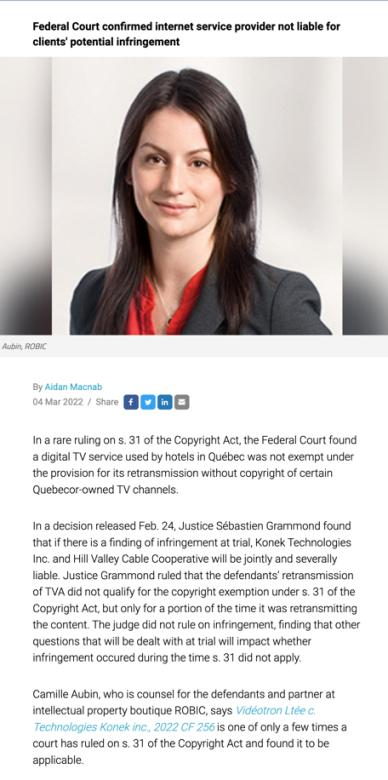 Federal Court confirmed internet service provider not liable for
clients' potential infringement
Aubin, ROBIC
By Aidan Macnab
04 Mar 2022 / Share
In a rare ruling on s. 31 of the Copyright Act, the Federal Court found
a digital TV service used by hotels in Québec was not exempt under
the provision for its retransmission without copyright of certain
Quebecor-owned TV channels.
In a decision released Feb. 24, Justice Sébastien Grammond found
that if there is a finding of infringement at trial, Konek Technologies
Inc. and Hill Valley Cable Cooperative will be jointly and severally
liable. Justice Grammond ruled that the defendants' retransmission
of TVA did not qualify for the copyright exemption under s. 31 of the
Copyright Act, but only for a portion of the time it was retransmitting
the content. The judge did not rule on infringement, finding that other
questions that will be dealt with at trial will impact whether
infringement occured during the time s. 31 did not apply.
Camille Aubin, who is counsel for the defendants and partner at
intellectual property boutique ROBIC, says Vidéotron Ltée c.
Technologies Konek inc., 2022 CF 256 is one of only a few times a
court has ruled on s. 31 of the Copyright Act and found it to be
applicable.